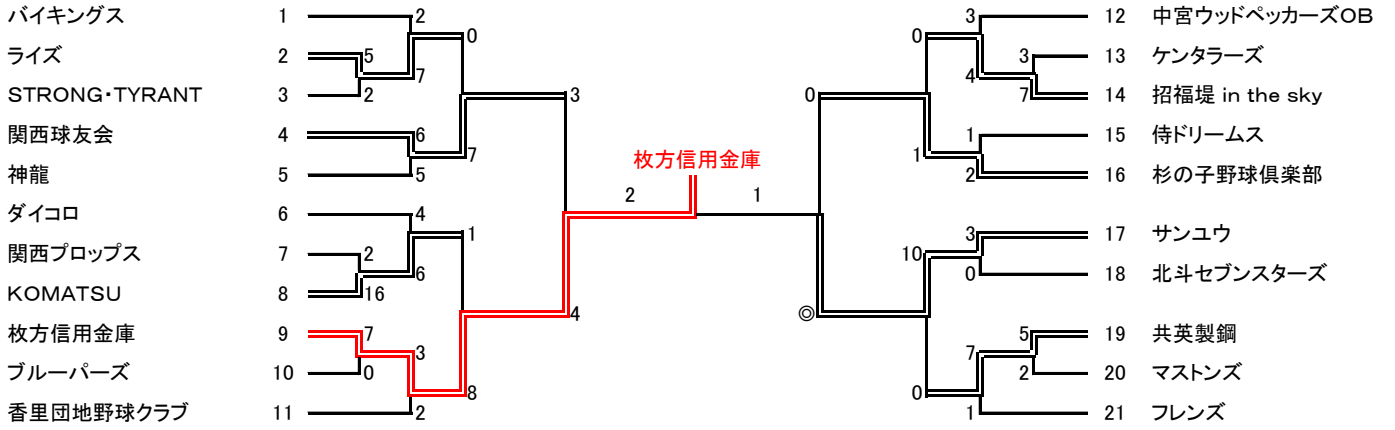 バイキングス 1 2 3 12 中宮ウッドペッカーズOB
0 0
ライズ 2 5 3 13 ケンタラーズ
7 4
STRONG・TYRANT 3 2 3 0 7 14 招福堤 in the sky
関西球友会 4 6 1 15 侍ドリームス
7 枚方信用金庫 1
神龍 5 5 2 16 杉の子野球倶楽部
2 1
ダイコロ 6 4 3 17 サンユウ
1 10
関西プロップス 7 2
6 0 18 北斗セブンスターズ
KOMATSU 8 16
4 ◎
枚方信用金庫 9 7 5 19 共英製鋼
3 7
ブルーパーズ 10 0 2 20 マストンズ
8 0
香里団地野球クラブ 11 2 1 21 フレンズ